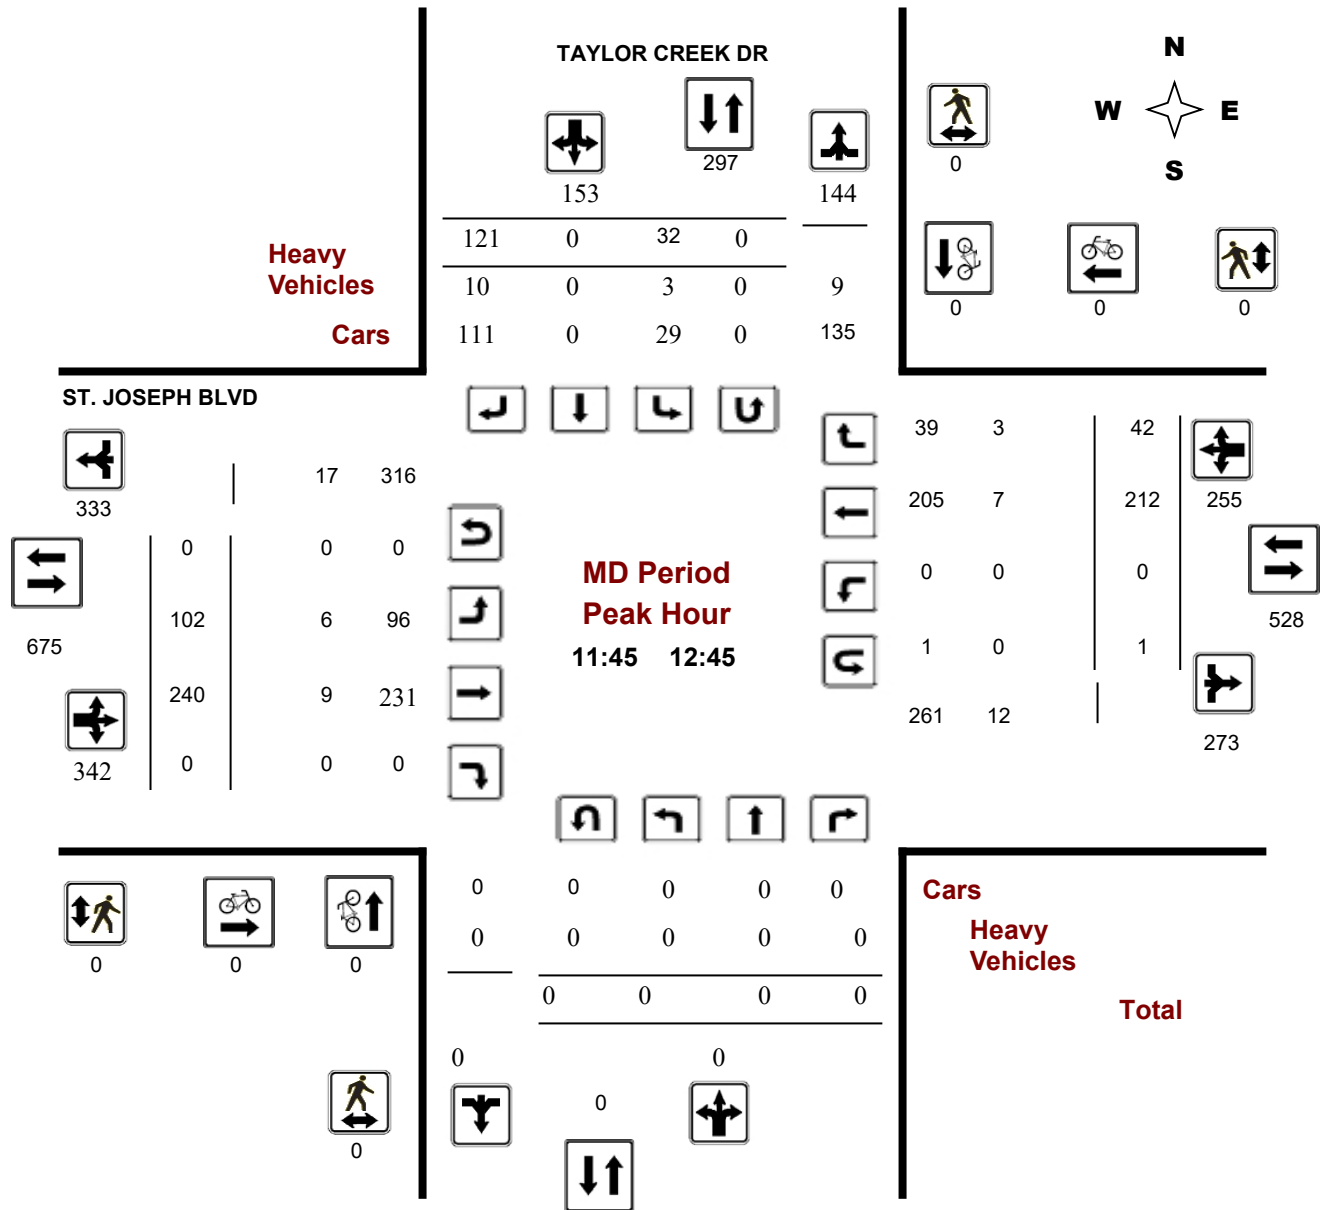 TAYLOR CREEK DR
N
W E
S
297
0
153
144
121 0 32 0
Heavy
Vehicles
10 0 3 0 9
0 0 0
Cars
111 0 29 0 135
ST. JOSEPH BLVD
39 3 42
17 316
333
205 7 212 255
0 0 0
MD Period
0 0 0
Peak Hour
102 6 96
528
675
11:45 12:45
1 0 1
240 9 231
261 12
273
342
0 0 0
0 0 0 0 0
Cars
0 0 0 0 0
Heavy
Vehicles
0 0 0
0 0 0 0
Total
0 0
0
0